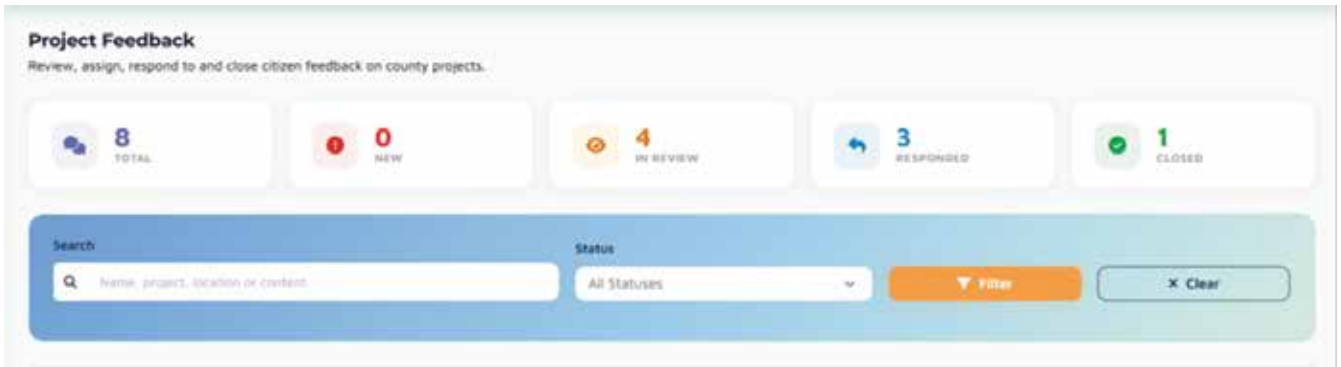 Project Feedback
Review, assign, respond to and close citizen feedback on county projects.
8
TOTAL
0
NEW
4
IN REVIEW
3
RESPONDED
1
CLOSED
Search
Name, project, location or content
Status
All Statuses
Filter
Clear